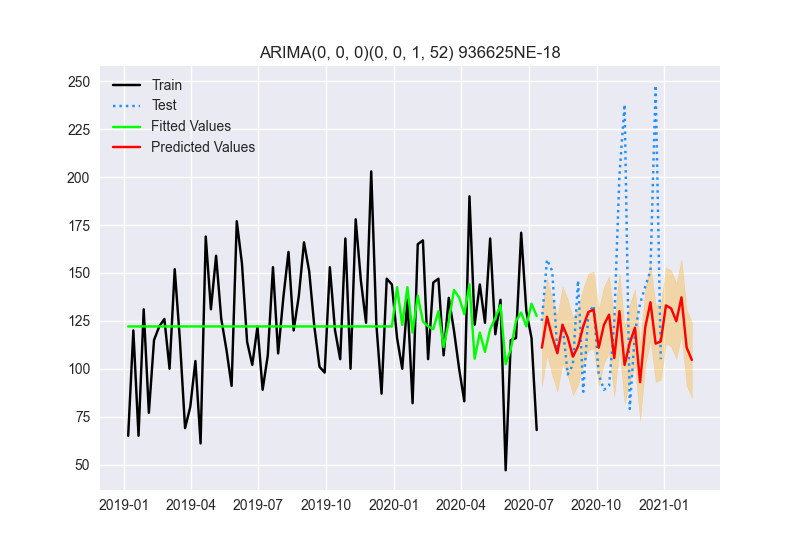 ARIMA(0, 0, 0)(0, 0, 1, 52) 936625NE-18
250
225
200
175
150
125
100
75
50
Train
Test
Fitted Values
Predicted Values
2019-01 2019-04 2019-07 2019-10 2020-01 2020-04 2020-07 2020-10 2021-01